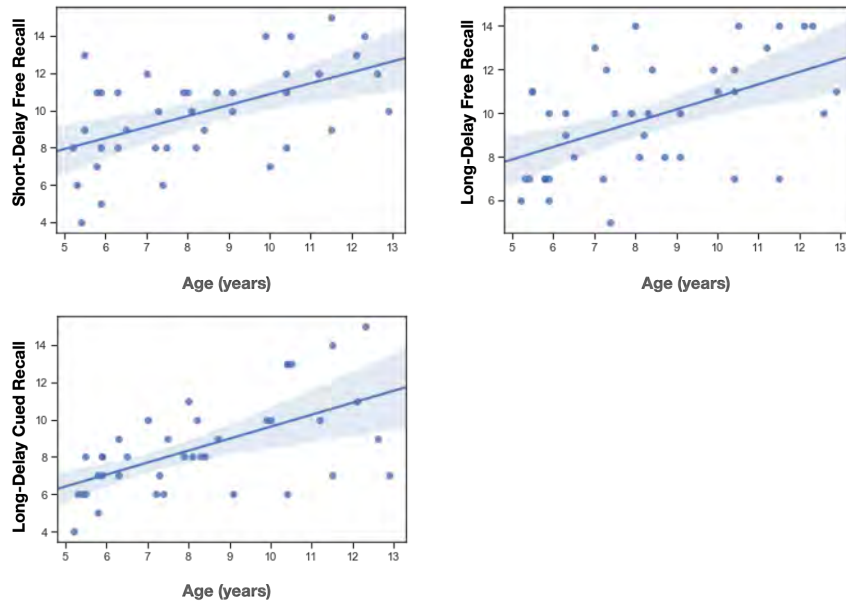 Short-Delay Free Recall
14
12
10
8
6
4
5 6 7 8 9 10 11 12 13
Age (years)
Long-Delay Free Recall
14
12
10
8
6
5 6 7 8 9 10 11 12 13
Age (years)
Long-Delay Cued Recall
14
12
10
8
6
4
5 6 7 8 9 10 11 12 13
Age (years)